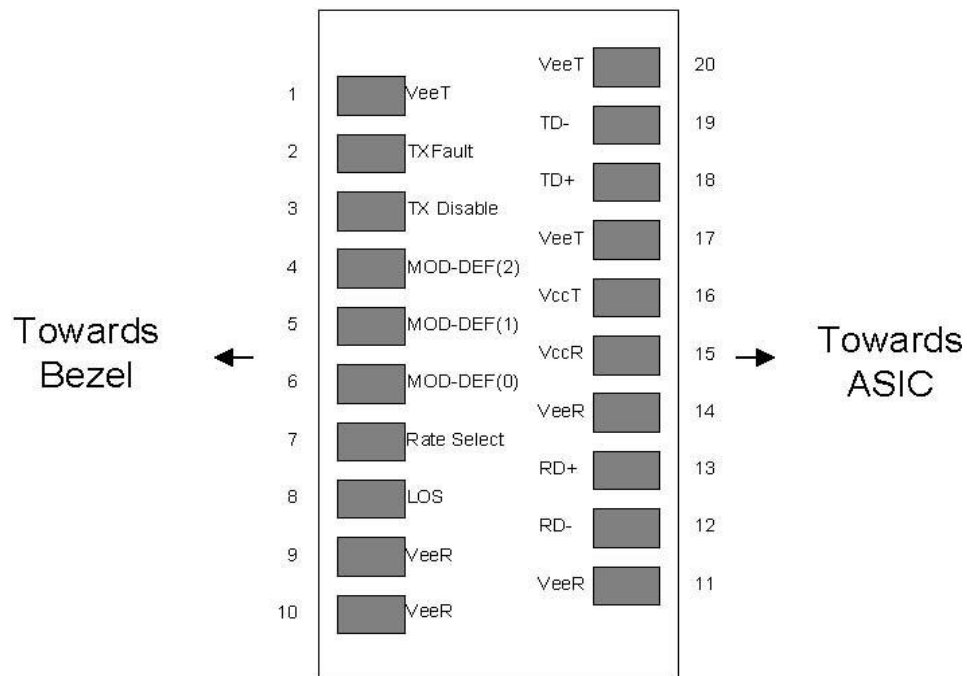 1 VeeT
2 TXFault
3 TX Disable
4 MOD-DEF(2)
5 MOD-DEF(1)
6 MOD-DEF(0)
7 Rate Select
8 LOS
9 VeeR
10 VeeR
VeeT 20
TD- 19
TD+ 18
VeeT 17
VccT 16
VccR 15
VeeR 14
RD+ 13
RD- 12
VeeR 11
Towards
Bezel
Towards
ASIC